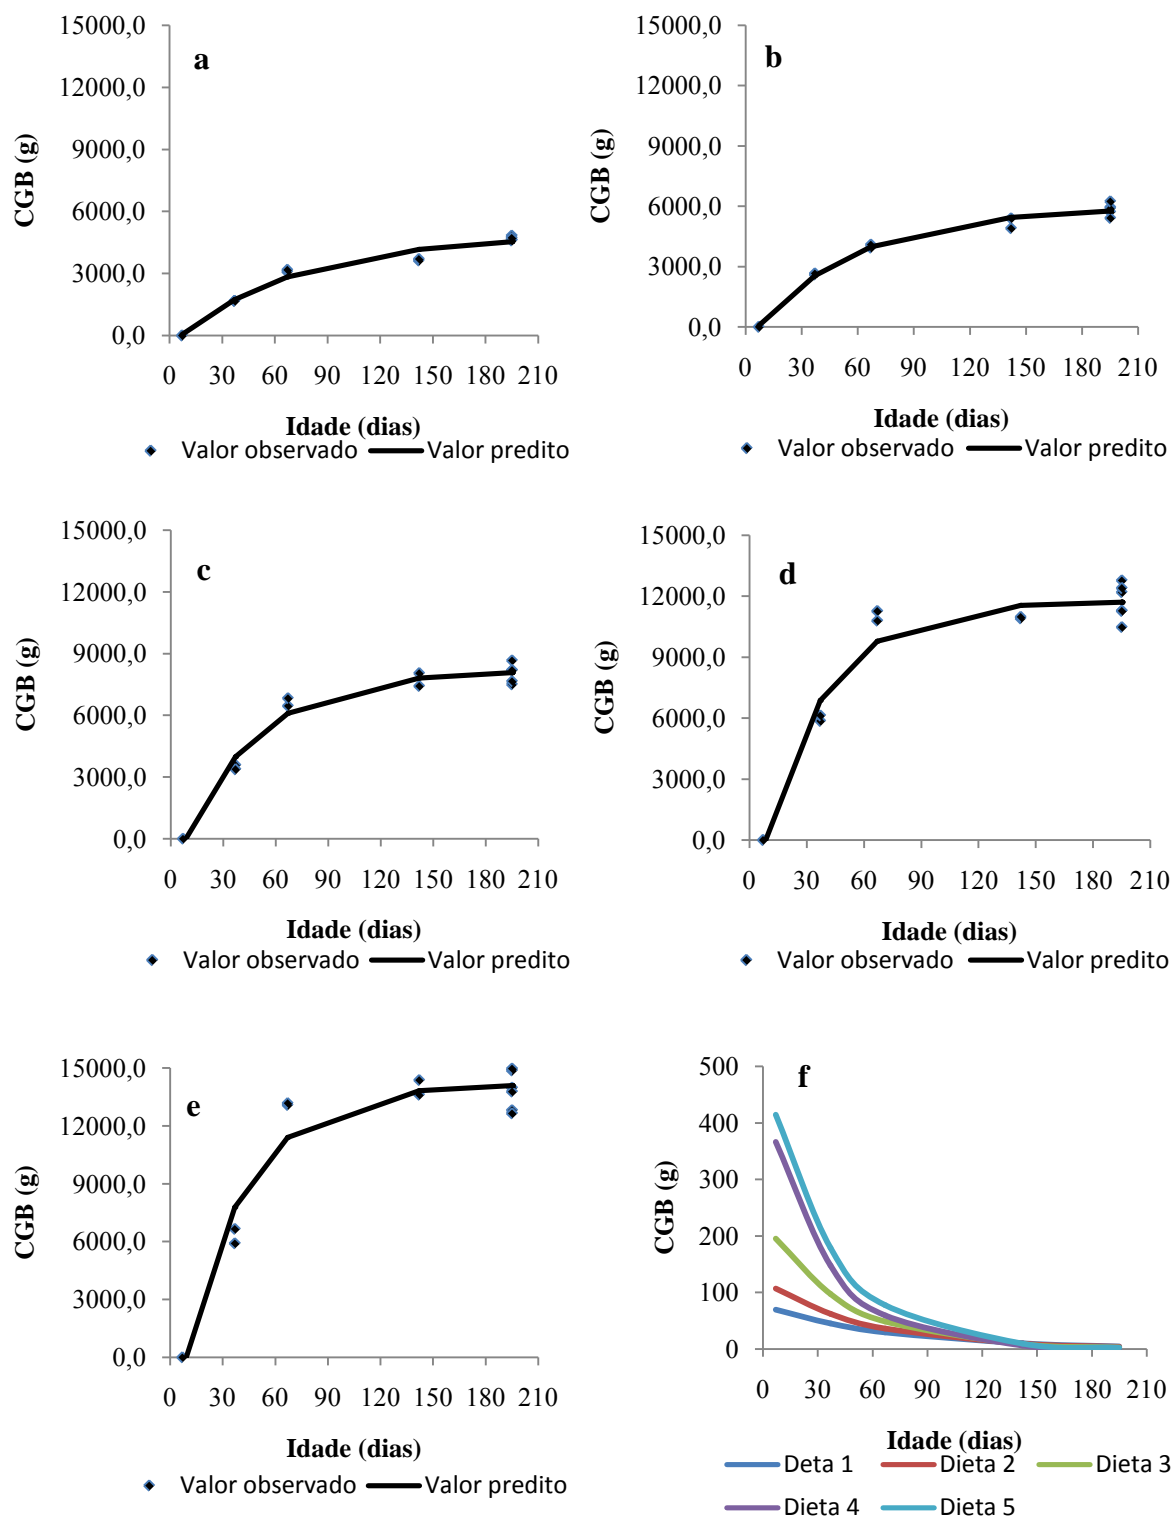 a
CGB (g)
15000,0
12000,0
9000,0
6000,0
3000,0
0,0
0 30 60 90 120 150 180 210
Idade (dias)
Valor observado Valor predito
b
CGB (g)
15000,0
12000,0
9000,0
6000,0
3000,0
0,0
0 30 60 90 120 150 180 210
Idade (dias)
Valor observado Valor predito
c
CGB (g)
15000,0
12000,0
9000,0
6000,0
3000,0
0,0
0 30 60 90 120 150 180 210
Idade (dias)
Valor observado Valor predito
d
CGB (g)
15000,0
12000,0
9000,0
6000,0
3000,0
0,0
0 30 60 90 120 150 180 210
Idade (dias)
Valor observado Valor predito
e
CGB (g)
15000,0
12000,0
9000,0
6000,0
3000,0
0,0
0 30 60 90 120 150 180 210
Idade (dias)
Valor observado Valor predito
f
CGB (g)
500
400
300
200
100
0
0 30 60 90 120 150 180 210
Idade (dias)
Deta 1 Dieta 2 Dieta 3
Dieta 4 Dieta 5